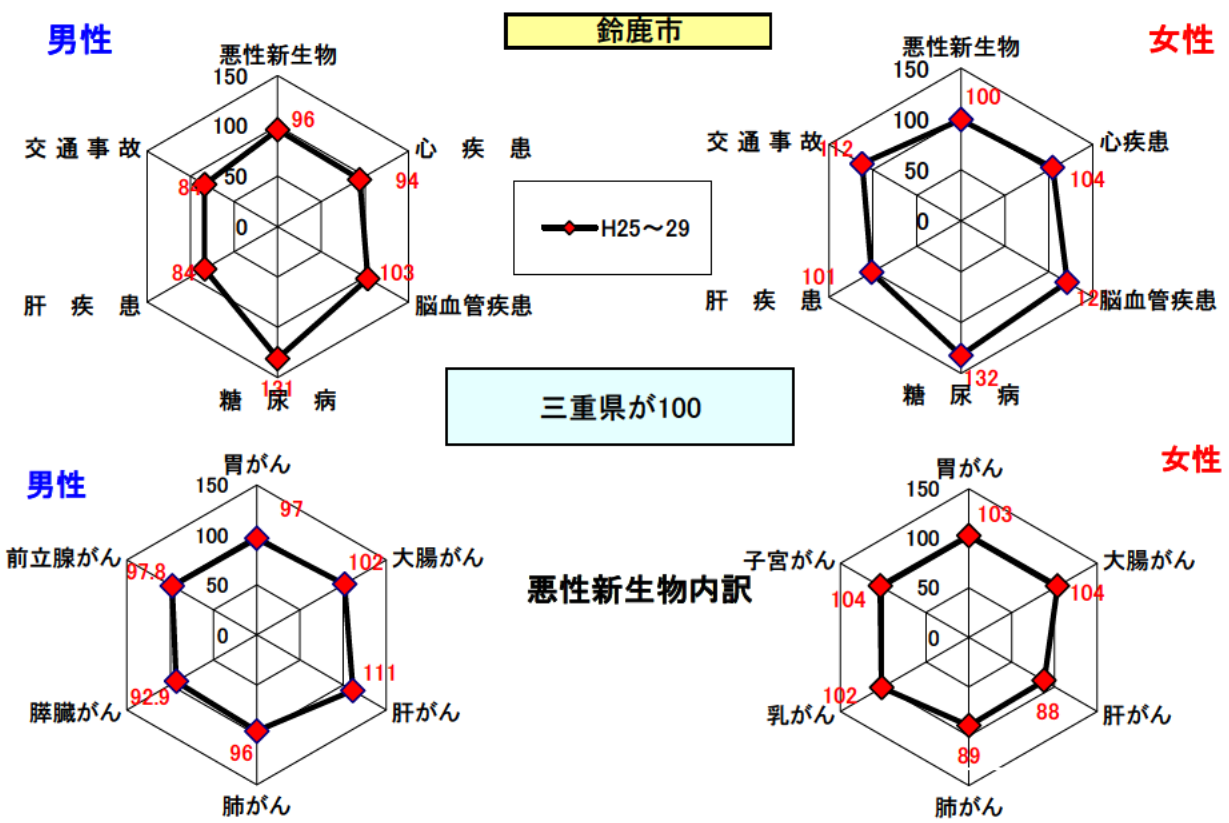 鈴鹿市
男性
悪性新生物
心 疾 患
脳血管疾患
糖 尿 病
肝 疾 患
交 通 事 故
150
100
50
0
96
94
103
131
84
84
H25～29
女性
悪性新生物
心疾患
脳血管疾患
糖 尿 病
肝 疾 患
交 通 事 故
150
100
50
0
100
104
132
101
112
三重県が100
男性
胃がん
大腸がん
肝がん
肺がん
膵臓がん
前立腺がん
150
100
50
0
97
102
111
96
92.9
97.8
悪性新生物内訳
女性
胃がん
大腸がん
肝がん
肺がん
乳がん
子宮がん
150
100
50
0
103
104
88
89
102
104